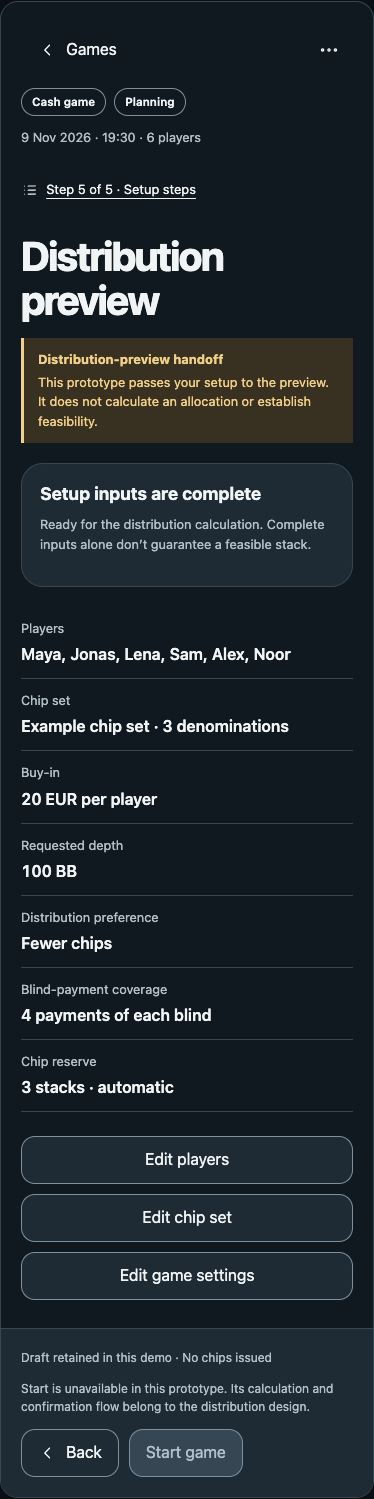 Games
Cash game
Planning
9 Nov 2026 · 19:30 · 6 players
Step 5 of 5 · Setup steps
Distribution
preview
Distribution-preview handoff
This prototype passes your setup to the preview.
It does not calculate an allocation or establish
feasibility.
Setup inputs are complete
Ready for the distribution calculation. Complete
inputs alone don’t guarantee a feasible stack.
Players
Maya, Jonas, Lena, Sam, Alex, Noor
Chip set
Example chip set · 3 denominations
Buy-in
20 EUR per player
Requested depth
100 BB
Distribution preference
Fewer chips
Blind-payment coverage
4 payments of each blind
Chip reserve
3 stacks · automatic
Edit players
Edit chip set
Edit game settings
Draft retained in this demo · No chips issued
Start is unavailable in this prototype. Its calculation and
confirmation flow belong to the distribution design.
Back
Start game